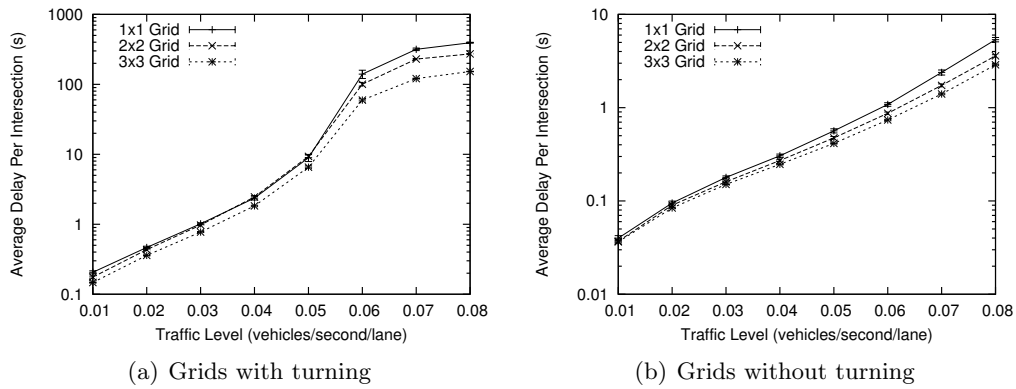 Average Delay Per Intersection (s)
1000
100
10
1
0.1
1x1 Grid
2x2 Grid
3x3 Grid
0.01 0.02 0.03 0.04 0.05 0.06 0.07 0.08
Traffic Level (vehicles/second/lane)
(a) Grids with turning
Average Delay Per Intersection (s)
10
1
0.1
0.01
1x1 Grid
2x2 Grid
3x3 Grid
0.01 0.02 0.03 0.04 0.05 0.06 0.07 0.08
Traffic Level (vehicles/second/lane)
(b) Grids without turning